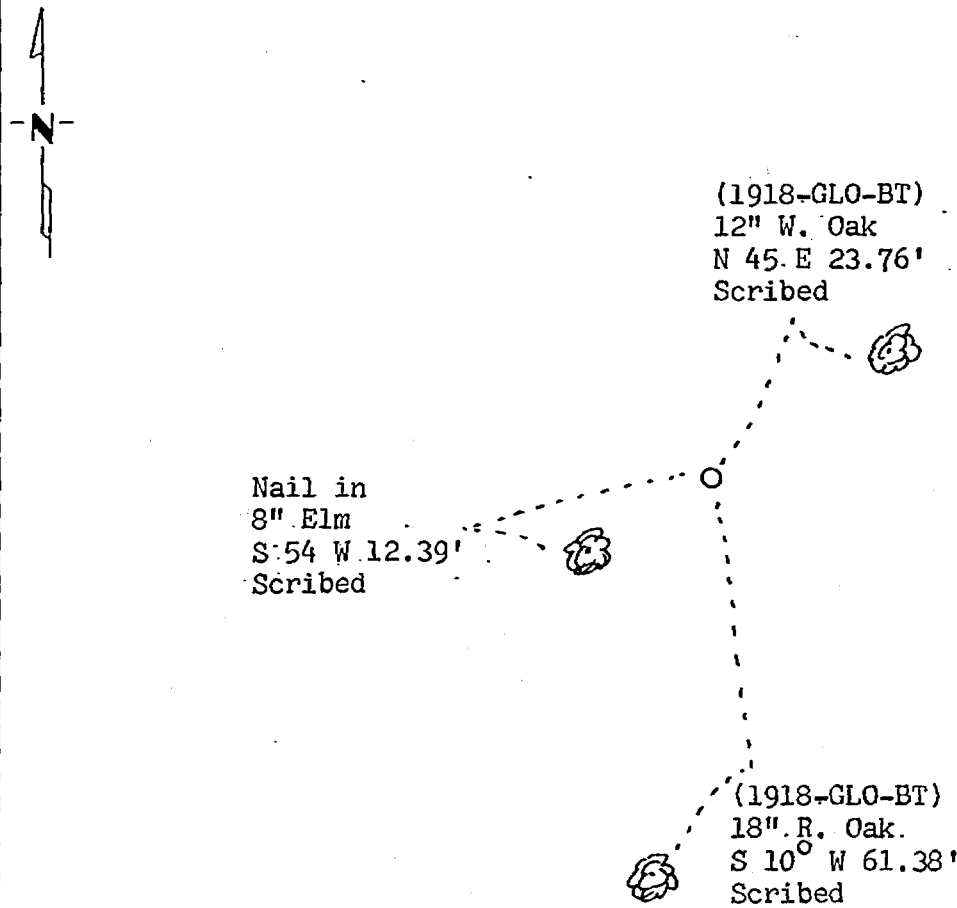 N
(1918-GLO-BT)
12" W. Oak
N 45 E 23.76'
Scribed
Nail in
8" Elm
S 54 W 12.39'
Scribed
(1918-GLO-BT)
18" R. Oak.
S 10° W 61.38'
Scribed